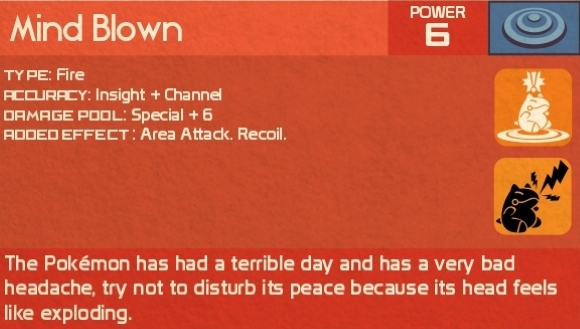 Mind Blown
POWER
6
TYPE: Fire
ACCURACY: Insight + Channel
DAMAGE POOL: Special + 6
ADDED EFFECT: Area Attack. Recoil.
The Pokémon has had a terrible day and has a very bad
headache, try not to disturb its peace because its head feels
like exploding.